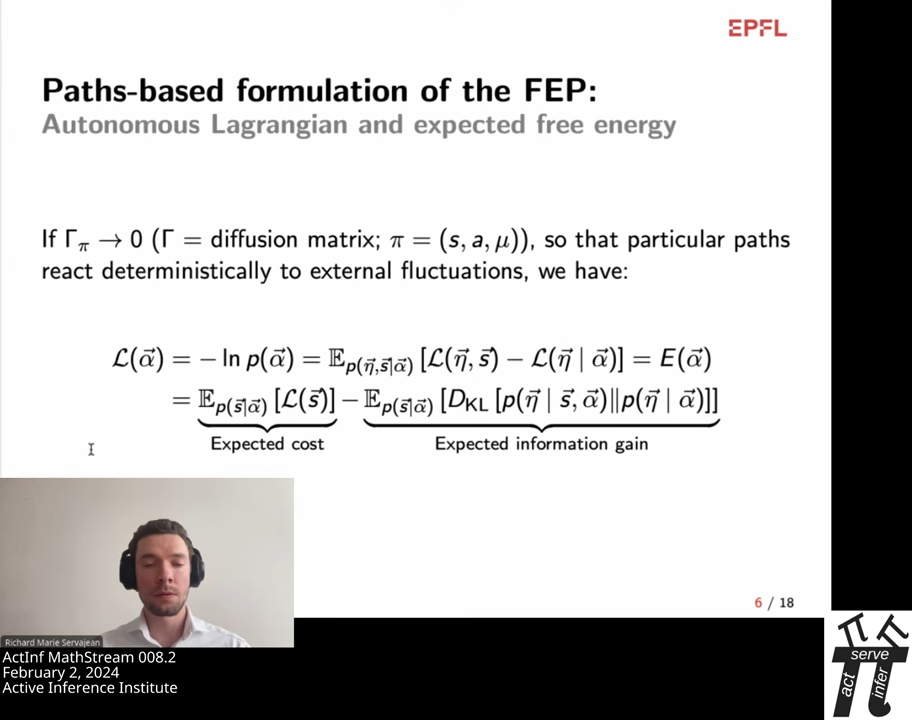 EPFL
Paths-based formulation of the FEP:
Autonomous Lagrangian and expected free energy
If Γ_π → 0 (Γ = diffusion matrix; π = (s, a, μ)), so that particular paths
react deterministically to external fluctuations, we have:
ℒ(α⃗) = − ln p(α⃗) = 𝔼_{p(η⃗,s⃗|α⃗)} [ℒ(η⃗, s⃗) − ℒ(η⃗ | α⃗)] = E(α⃗)
= 𝔼_{p(s⃗|α⃗)} [ℒ(s⃗)] − 𝔼_{p(s⃗|α⃗)} [D_KL [p(η⃗ | s⃗, α⃗)‖p(η⃗ | α⃗)]]
Expected cost Expected information gain
6 / 18
Richard Marie Servajean
ActInf MathStream 008.2
February 2, 2024
Active Inference Institute
serve
act
infer